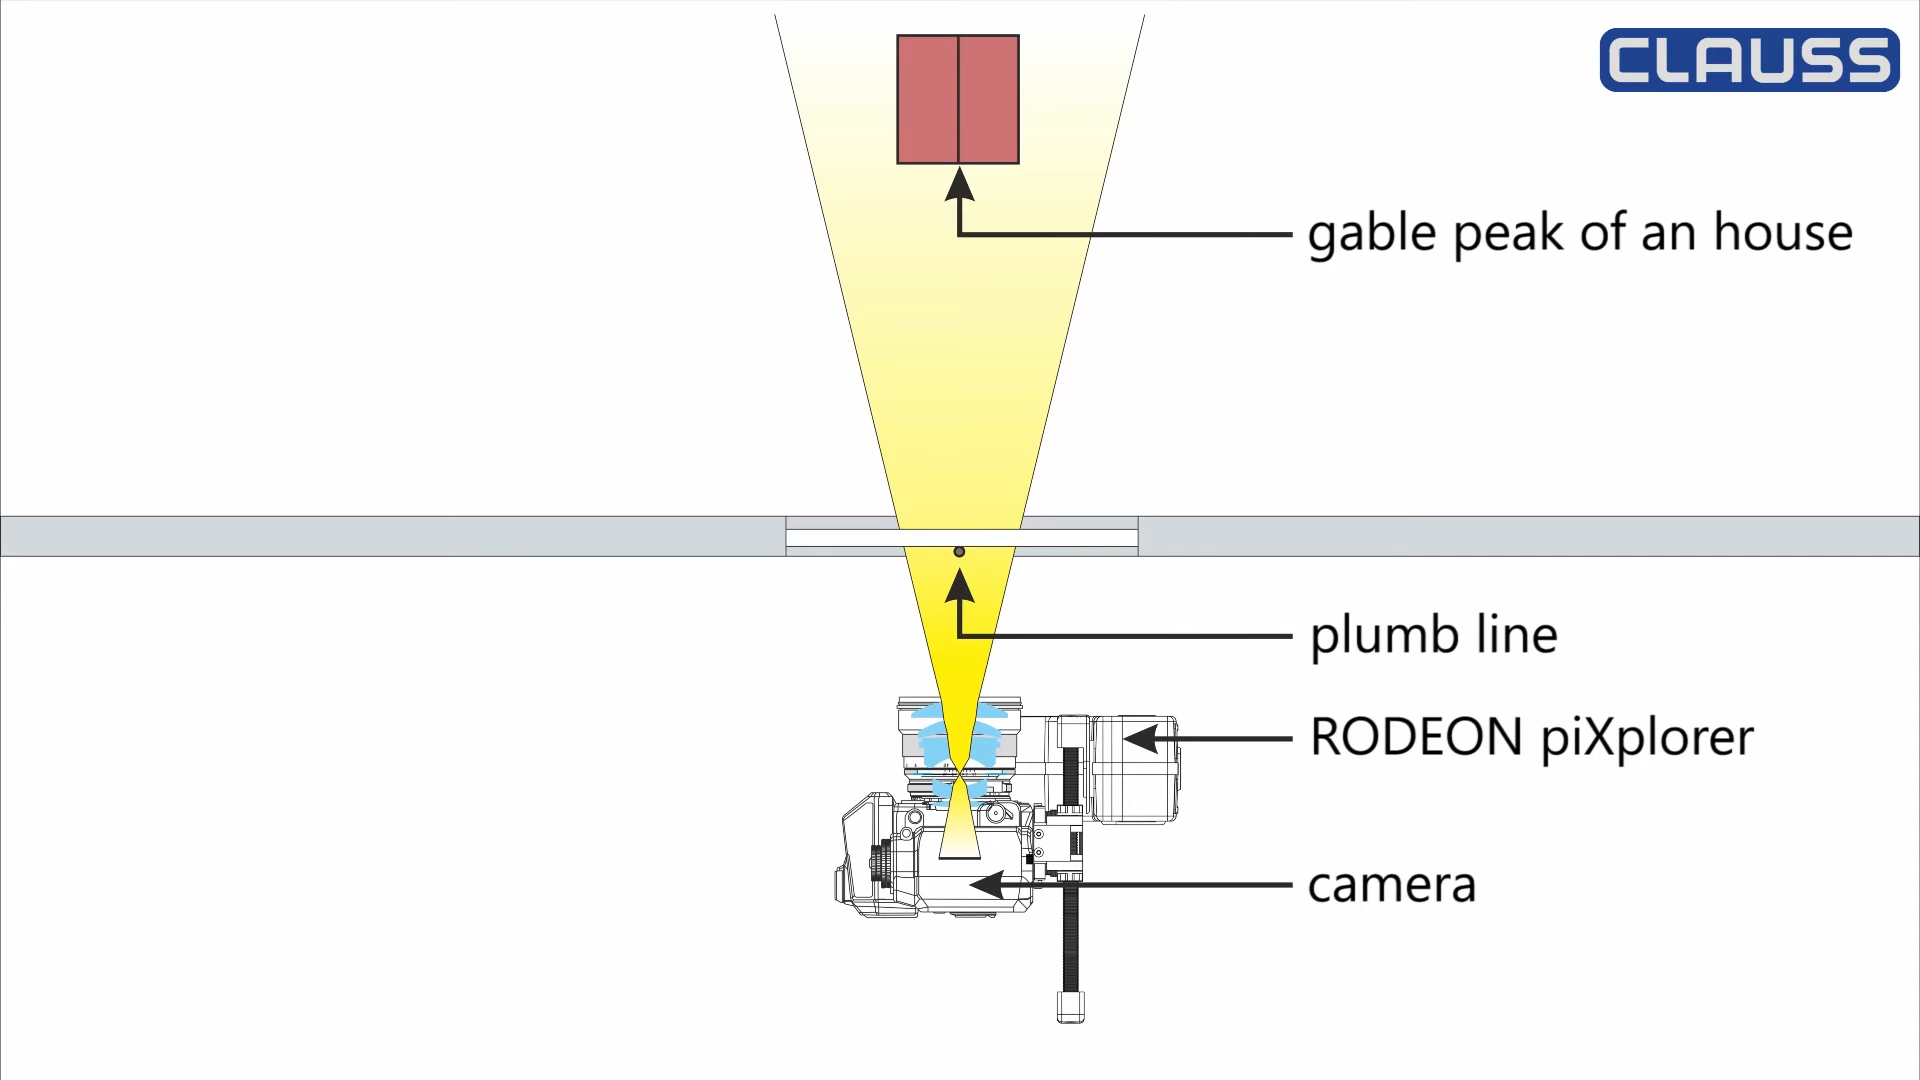 CLAUSS
gable peak of an house
plumb line
RODEON piXplorer
camera